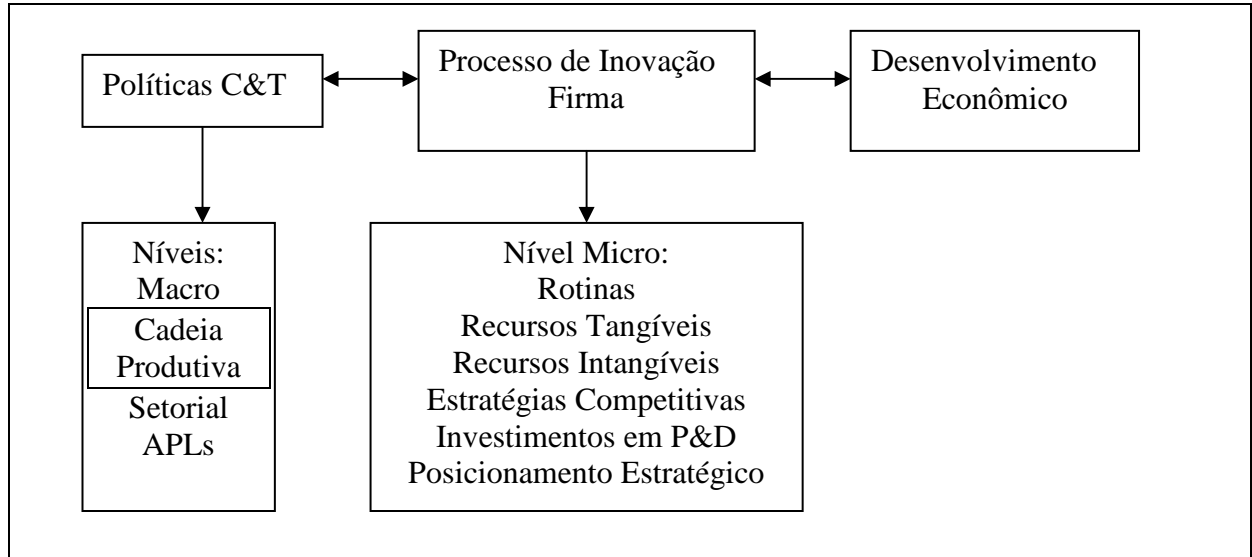 Políticas C&T
Processo de Inovação
Firma
Desenvolvimento
Econômico
Níveis:
Macro
Cadeia
Produtiva
Setorial
APLs
Nível Micro:
Rotinas
Recursos Tangíveis
Recursos Intangíveis
Estratégias Competitivas
Investimentos em P&D
Posicionamento Estratégico